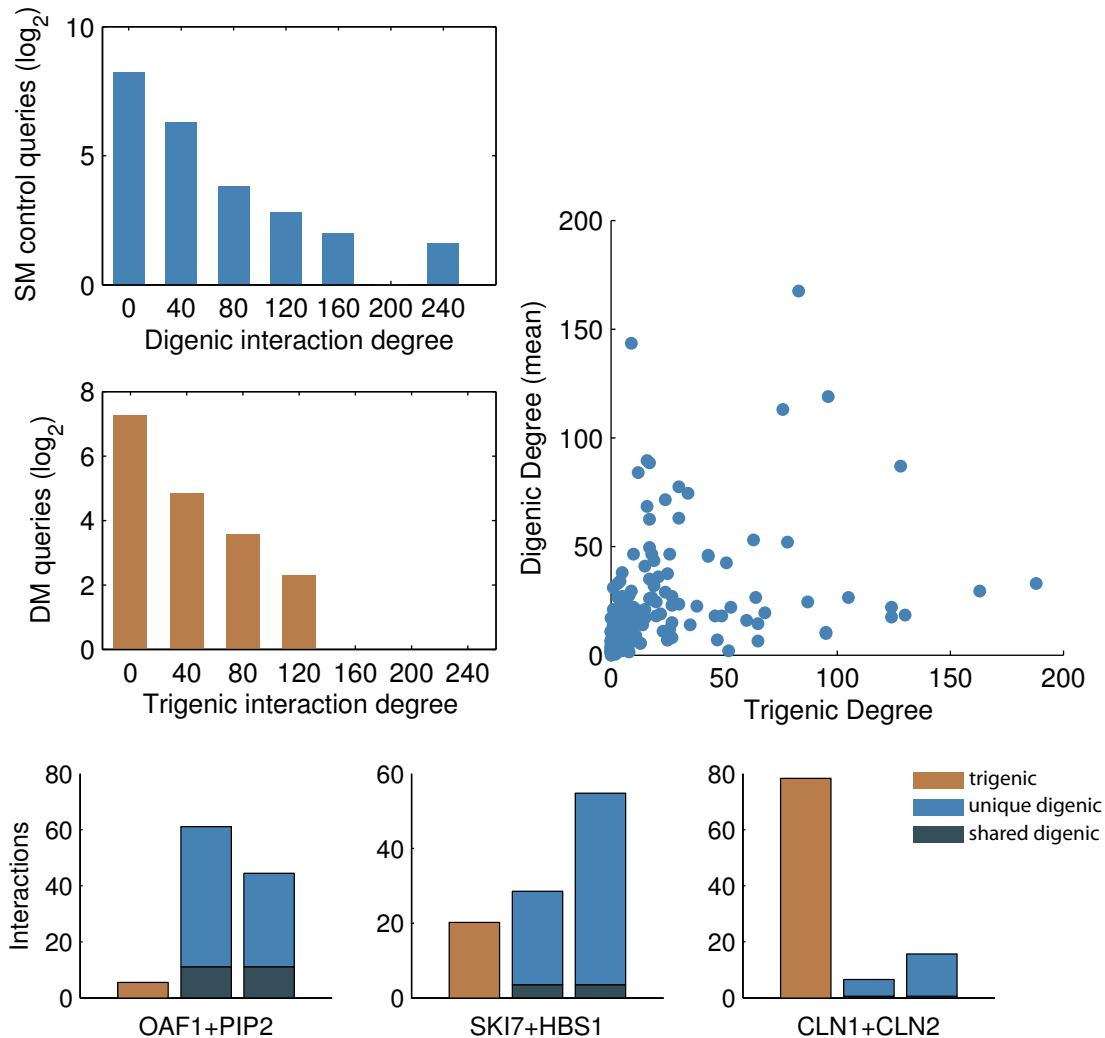 10
5
0
SM control queries (log2)
0 40 80 120 160 200 240
Digenic interaction degree
8
6
4
2
0
DM queries (log2)
0 40 80 120 160 200 240
Trigenic interaction degree
200
150
100
50
0
Digenic Degree (mean)
0 50 100 150 200
Trigenic Degree
80
60
40
20
0
Interactions
OAF1+PIP2
60
40
20
0
SKI7+HBS1
80
60
40
20
0
CLN1+CLN2
trigenic
unique digenic
shared digenic